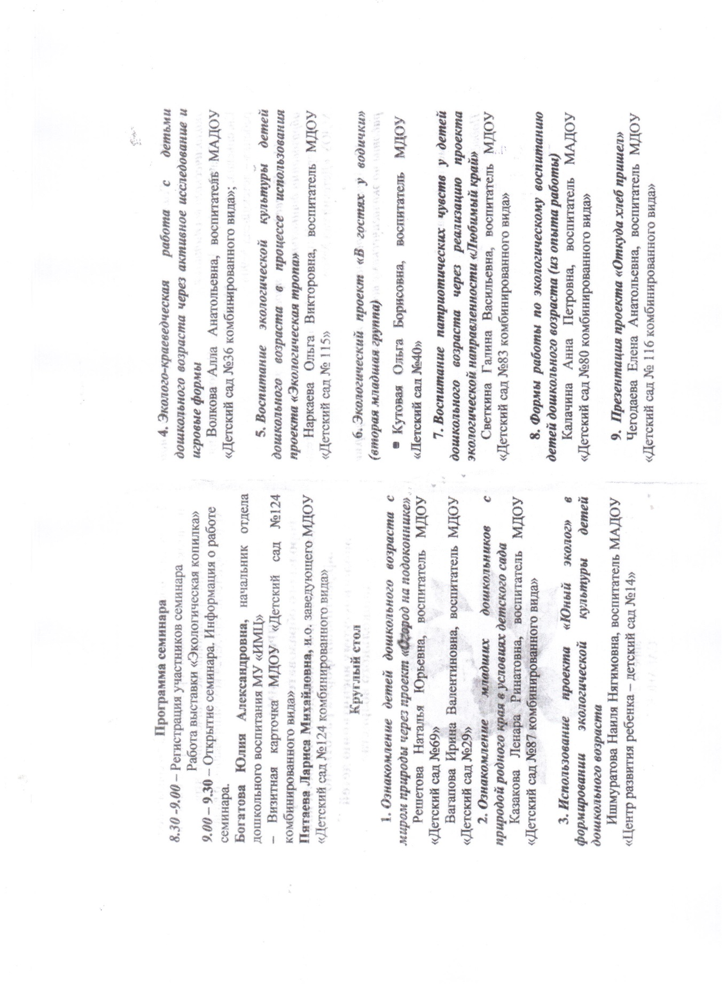 Программа семинара
8.30 -9.00 – Регистрация участников семинара
Работа выставки «Экологическая копилка»
9.00 – 9.30 – Открытие семинара. Информация о работе
семинара.
Богатова Юлия Александровна, начальник отдела
дошкольного воспитания МУ «ИМЦ»
– Визитная карточка МДОУ «Детский сад №124
комбинированного вида»
Пятаева Лариса Михайловна, и.о. заведующего МДОУ
«Детский сад №124 комбинированного вида»
Круглый стол
1. Ознакомление детей дошкольного возраста с
миром природы через проект «Огород на подоконнике»
Решетова Наталья Юрьевна, воспитатель МДОУ
«Детский сад №69»
Вагапова Ирина Валентиновна, воспитатель МДОУ
«Детский сад №29»
2. Ознакомление младших дошкольников с
природой родного края в условиях детского сада
Казакова Ленара Ринатовна, воспитатель МДОУ
«Детский сад №87 комбинированного вида»
3. Использование проекта «Юный эколог» в
формировании экологической культуры детей
дошкольного возраста
Ишмуратова Наиля Нягимовна, воспитатель МАДОУ
«Центр развития ребенка – детский сад №14»
4. Эколого-краеведческая работа с детьми
дошкольного возраста через активное исследование и
игровые формы
Волкова Алла Анатольевна, воспитатель МАДОУ
«Детский сад №36 комбинированного вида»;
5. Воспитание экологической культуры детей
дошкольного возраста в процессе использования
проекта «Экологическая тропа»
Наркаева Ольга Викторовна, воспитатель МДОУ
«Детский сад № 115»
6. Экологический проект «В гостях у водички»
(вторая младшая группа)
• Кутовая Ольга Борисовна, воспитатель МДОУ
«Детский сад №40»
7. Воспитание патриотических чувств у детей
дошкольного возраста через реализацию проекта
экологической направленности «Любимый край»
Светкина Галина Васильевна, воспитатель МДОУ
«Детский сад №83 комбинированного вида»
8. Формы работы по экологическому воспитанию
детей дошкольного возраста (из опыта работы)
Калачина Анна Петровна, воспитатель МАДОУ
«Детский сад №80 комбинированного вида»
9. Презентация проекта «Откуда хлеб пришел»
Чегодаева Елена Анатольевна, воспитатель МДОУ
«Детский сад № 116 комбинированного вида»